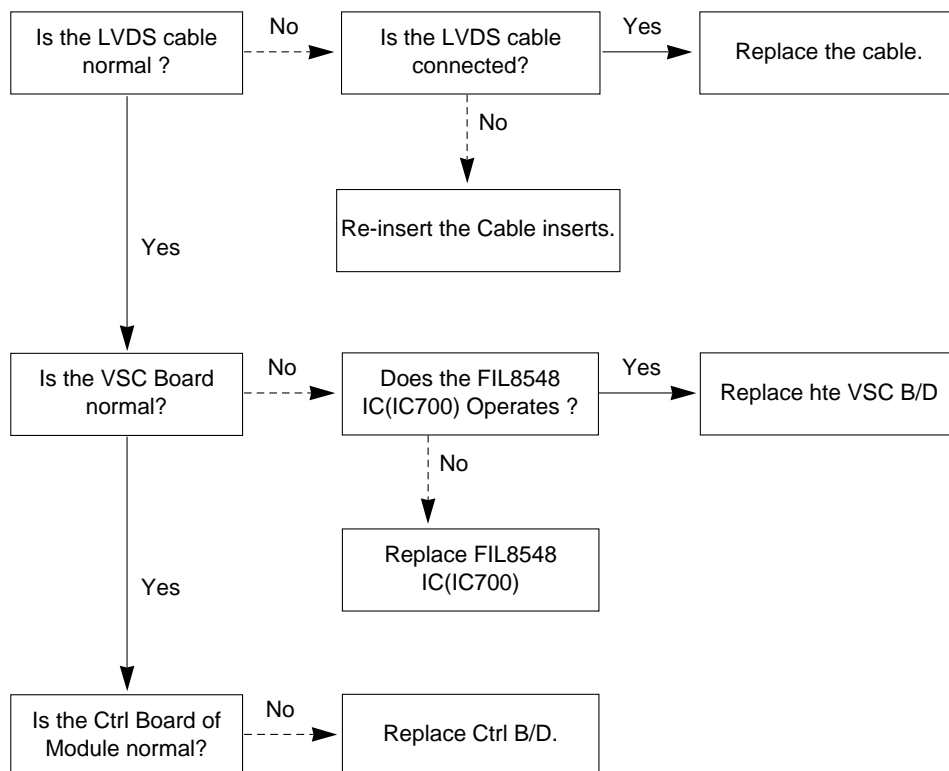 Is the LVDS cable
normal ?
No
Is the LVDS cable
connected?
Yes
Replace the cable.
No
Re-insert the Cable inserts.
Yes
Is the VSC Board
normal?
No
Does the FIL8548
IC(IC700) Operates ?
Yes
Replace hte VSC B/D
No
Replace FIL8548
IC(IC700)
Yes
Is the Ctrl Board of
Module normal?
No
Replace Ctrl B/D.